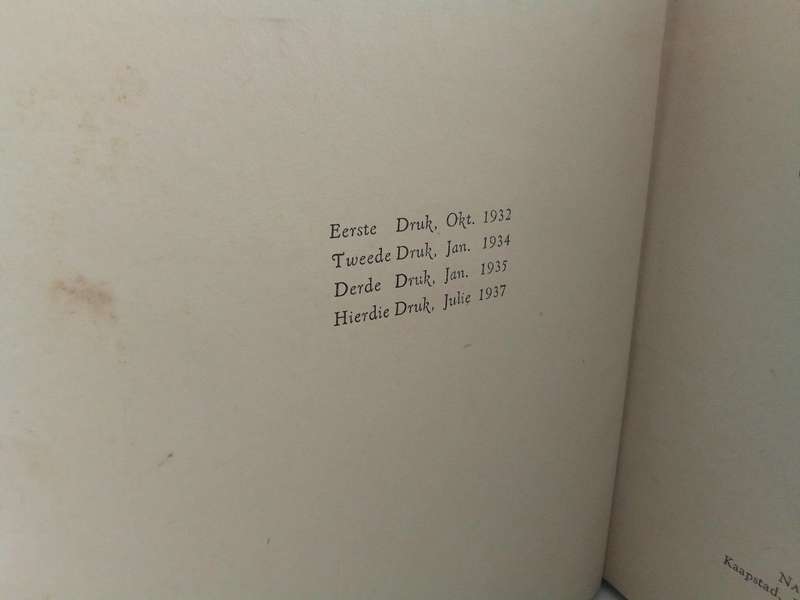 Eerste Druk, Okt. 1932
Tweede Druk, Jan. 1934
Derde Druk, Jan. 1935
Hierdie Druk, Julie 1937
Kaapstad,